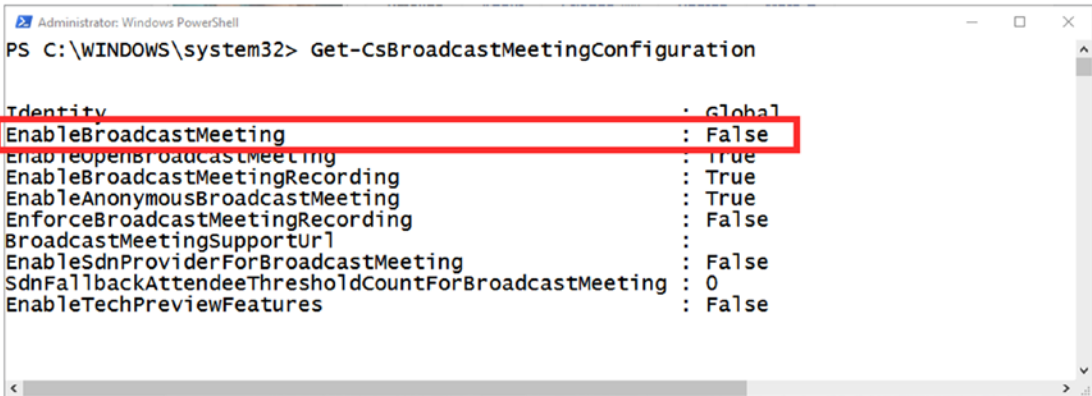 Administrator: Windows PowerShell
PS C:\WINDOWS\system32> Get-CsBroadcastMeetingConfiguration
Identity : Global
EnableBroadcastMeeting : False
EnableOpenBroadcastMeeting : True
EnableBroadcastMeetingRecording : True
EnableAnonymousBroadcastMeeting : True
EnforceBroadcastMeetingRecording : False
BroadcastMeetingSupportUrl :
EnableSdnProviderForBroadcastMeeting : False
SdnFallbackAttendeeThresholdCountForBroadcastMeeting : 0
EnableTechPreviewFeatures : False